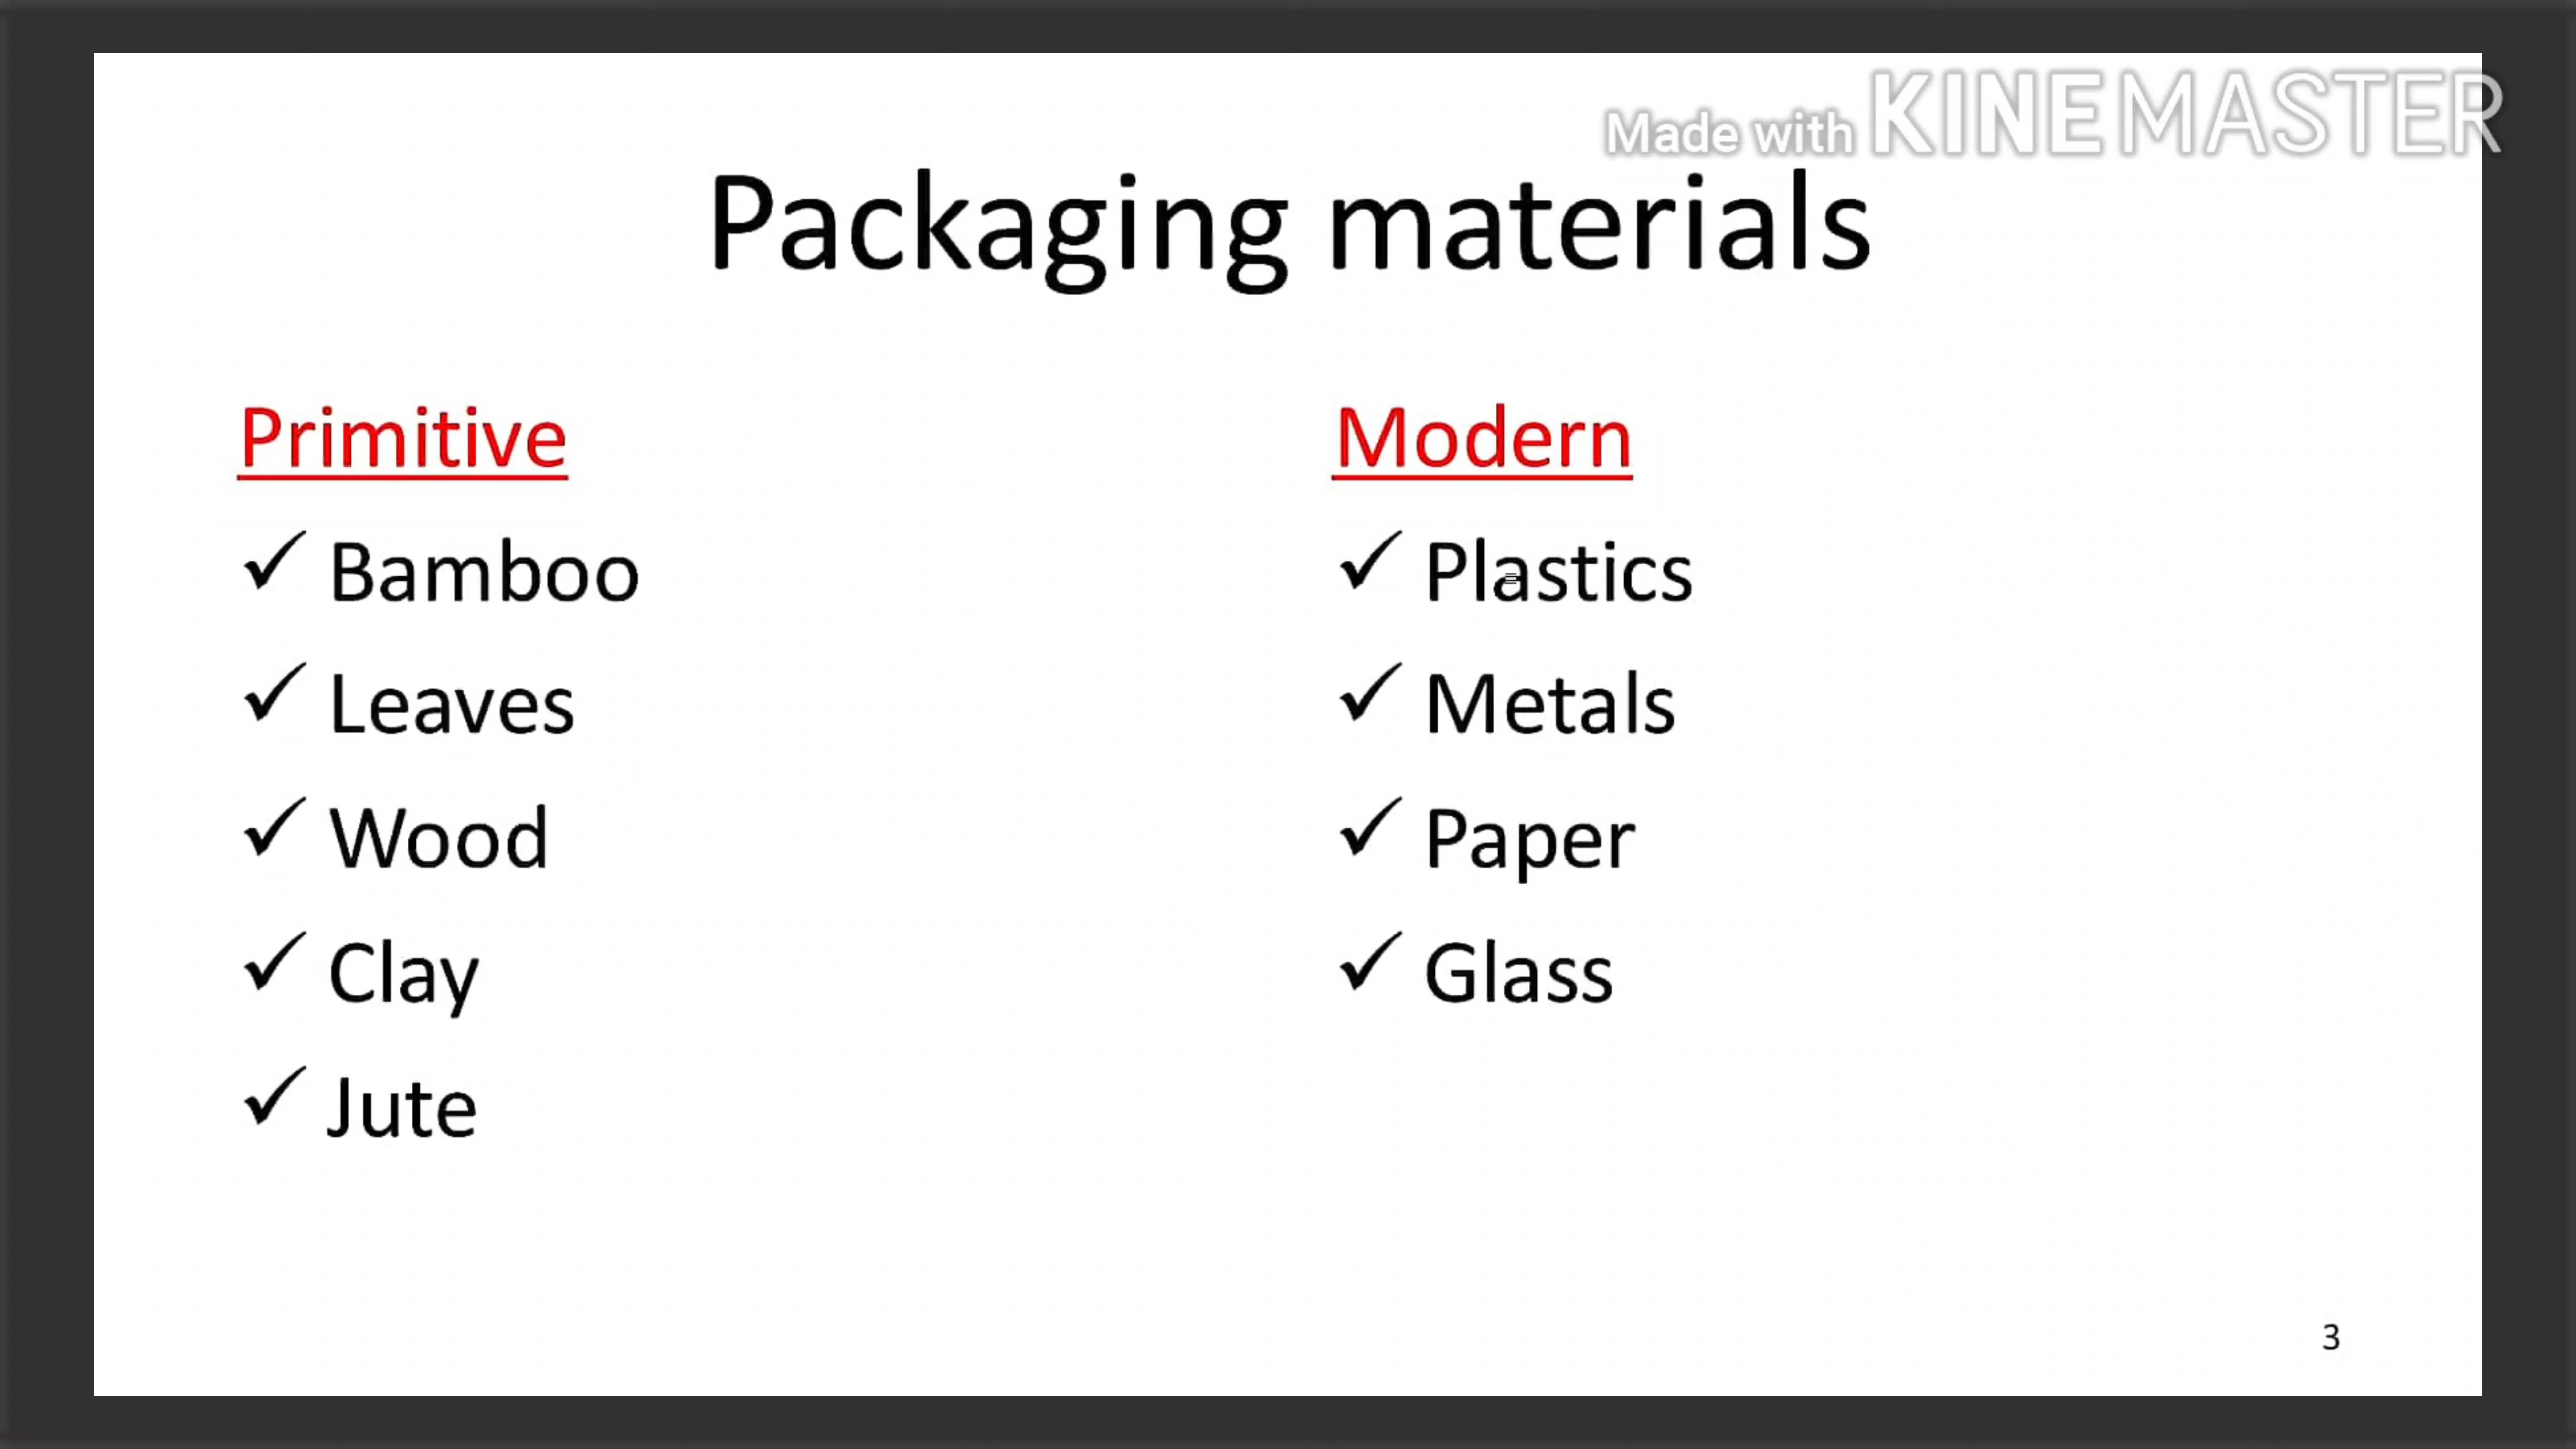 Made with KINEMASTER
Packaging materials
Primitive
✓ Bamboo
✓ Leaves
✓ Wood
✓ Clay
✓ Jute
Modern
✓ Plastics
✓ Metals
✓ Paper
✓ Glass
3